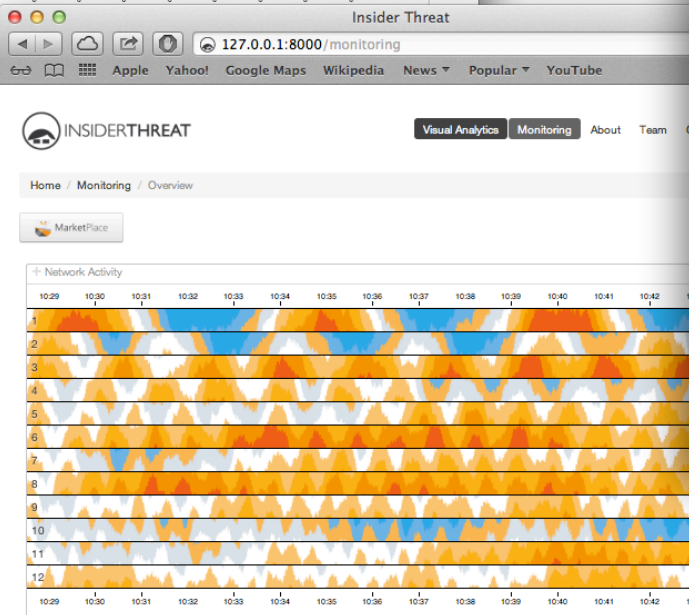 Insider Threat
127.0.0.1:8000/monitoring
Apple Yahoo! Google Maps Wikipedia News Popular YouTube
INSIDERTHREAT
Visual Analytics Monitoring About Team
Home / Monitoring / Overview
MarketPlace
+ Network Activity
10:29 10:30 10:31 10:32 10:33 10:34 10:35 10:36 10:37 10:38 10:39 10:40 10:41 10:42
1
2
3
4
5
6
7
8
9
10
11
12
10:29 10:30 10:31 10:32 10:33 10:34 10:35 10:36 10:37 10:38 10:39 10:40 10:41 10:42